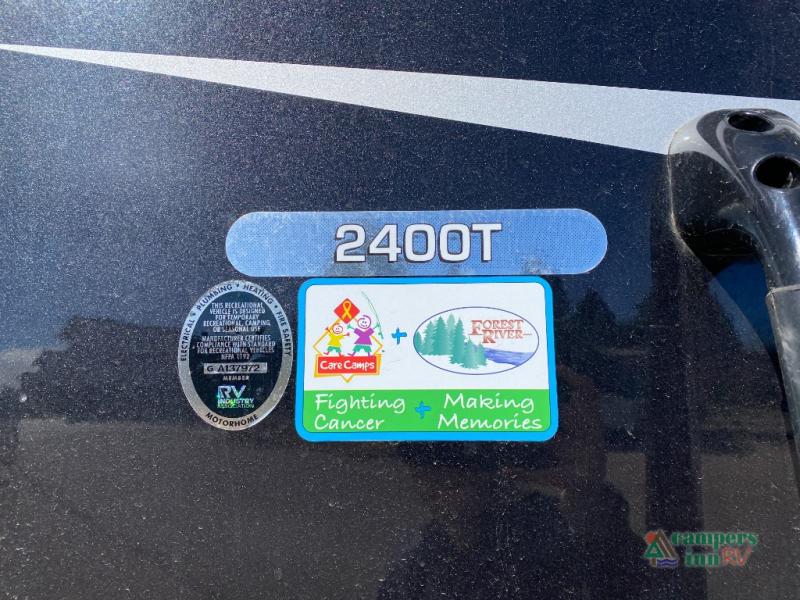 2400T
ELECTRICAL • PLUMBING • HEATING • FIRE SAFETY
THIS RECREATIONAL
VEHICLE IS DESIGNED
FOR TEMPORARY
RECREATIONAL, CAMPING
OR SEASONAL USE
MANUFACTURER CERTIFIES
COMPLIANCE
STANDARD
FOR RECREATIONAL VEHICLES
NFPA 1192
G A137972
MEMBER
RV
INDUSTRY
ASSOCIATION
MOTORHOME
Care Camps
+
FOREST
RIVER
Fighting + Making
Cancer Memories
campers
inn RV